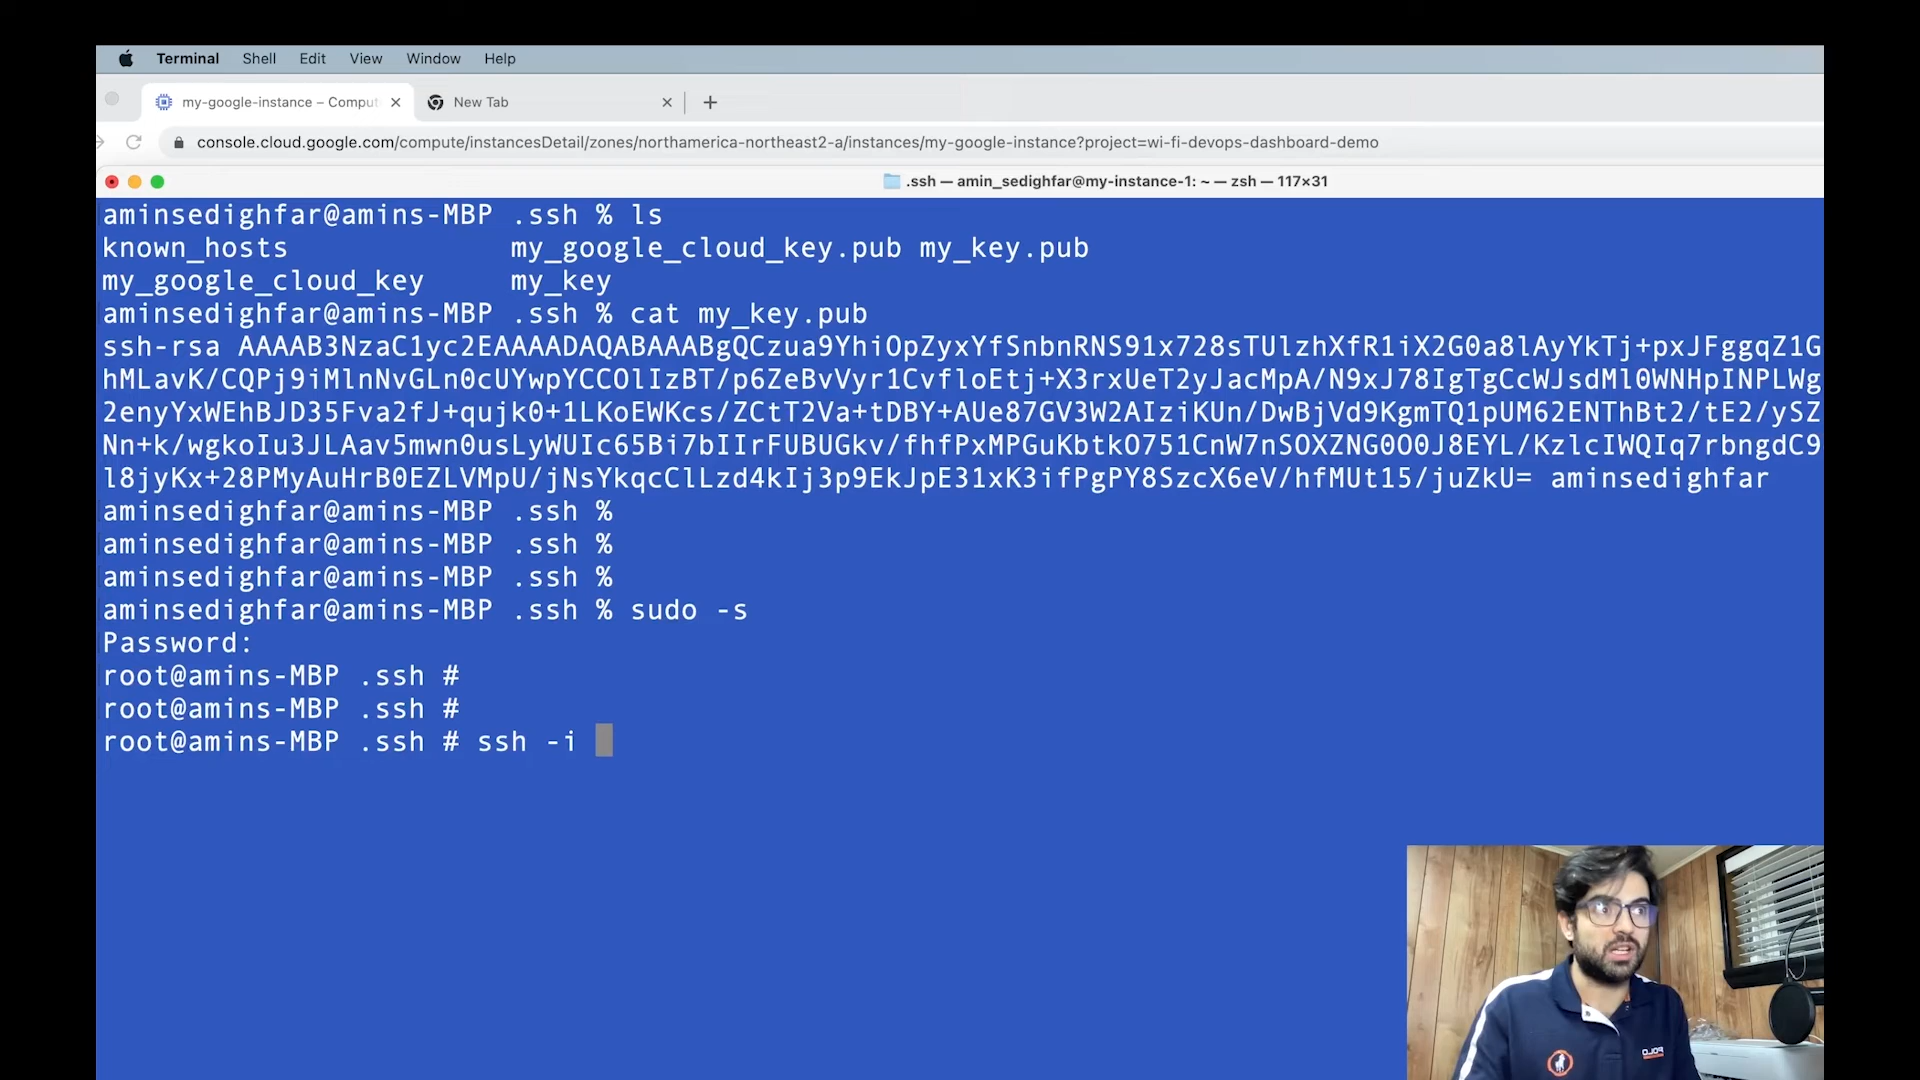 Terminal Shell Edit View Window Help
my-google-instance – Comput New Tab
console.cloud.google.com/compute/instancesDetail/zones/northamerica-northeast2-a/instances/my-google-instance?project=wi-fi-devops-dashboard-demo
.ssh — amin_sedighfar@my-instance-1: ~ — zsh — 117×31
aminsedighfar@amins-MBP .ssh % ls
known_hosts my_google_cloud_key.pub my_key.pub
my_google_cloud_key my_key
aminsedighfar@amins-MBP .ssh % cat my_key.pub
ssh-rsa AAAAB3NzaC1yc2EAAAADAQABAAABgQCzua9YhiOpZyxYfSnbnRNS91x728sTUlzhXfR1iX2G0a8lAyYkTj+pxJFggqZ1G
hMLavK/CQPj9iMlnNvGLn0cUYwpYCCOlIzBT/p6ZeBvVyr1CvfloEtj+X3rxUeT2yJacMpA/N9xJ78IgTgCcWJsdMl0WNHpINPLWg
2enyYxWEhBJD35Fva2fJ+qujk0+1LKoEWKcs/ZCtT2Va+tDBY+AUe87GV3W2AIziKUn/DwBjVd9KgmTQ1pUM62ENThBt2/tE2/ySZ
Nn+k/wgkoIu3JLAav5mwn0usLyWUIc65Bi7bIIrFUBUGkv/fhfPxMPGuKbtkO751CnW7nSOXZNG0O0J8EYL/KzlcIWQIq7rbngdC9
l8jyKx+28PMyAuHrB0EZLVMpU/jNsYkqcClLzd4kIj3p9EkJpE31xK3ifPgPY8SzcX6eV/hfMUt15/juZkU= aminsedighfar
aminsedighfar@amins-MBP .ssh %
aminsedighfar@amins-MBP .ssh %
aminsedighfar@amins-MBP .ssh %
aminsedighfar@amins-MBP .ssh % sudo -s
Password:
root@amins-MBP .ssh #
root@amins-MBP .ssh #
root@amins-MBP .ssh # ssh -i
POLO